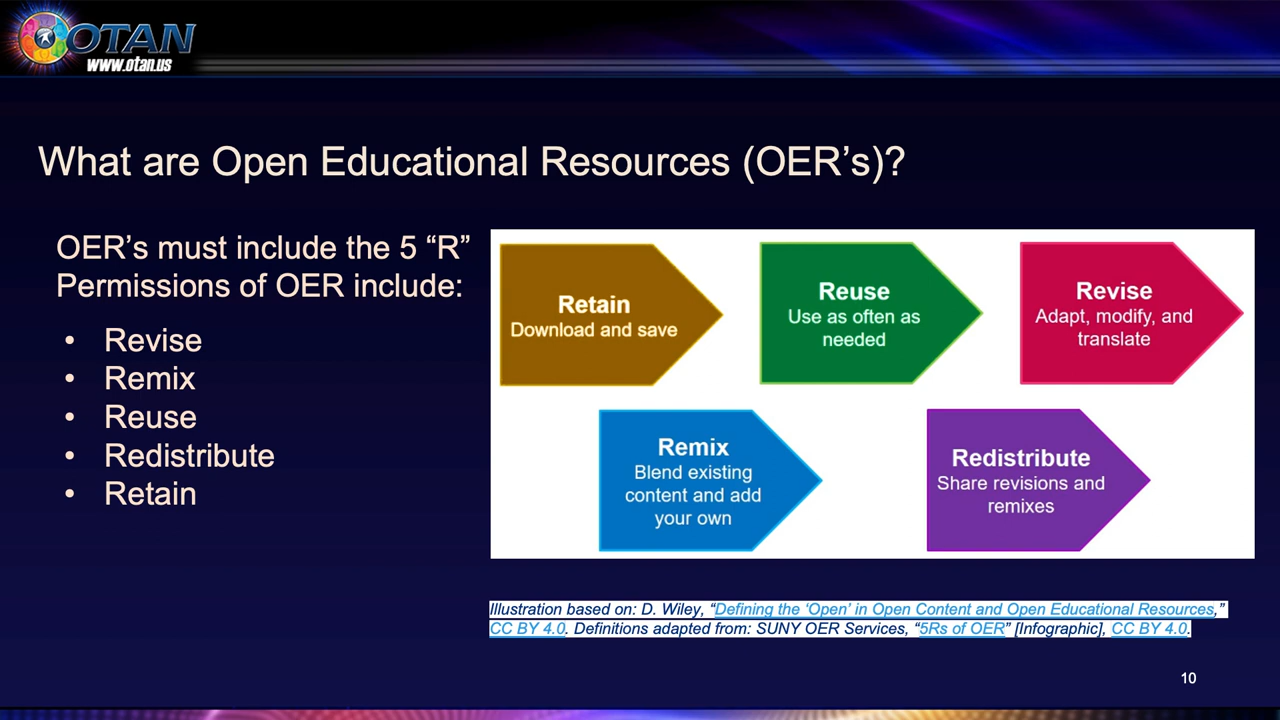 OTAN
www.otan.us
What are Open Educational Resources (OER’s)?
OER’s must include the 5 “R”
Permissions of OER include:
• Revise
• Remix
• Reuse
• Redistribute
• Retain
Retain
Download and save
Reuse
Use as often as
needed
Revise
Adapt, modify, and
translate
Remix
Blend existing
content and add
your own
Redistribute
Share revisions and
remixes
Illustration based on: D. Wiley, “Defining the ‘Open’ in Open Content and Open Educational Resources,”
CC BY 4.0. Definitions adapted from: SUNY OER Services, “5Rs of OER” [Infographic], CC BY 4.0.
10